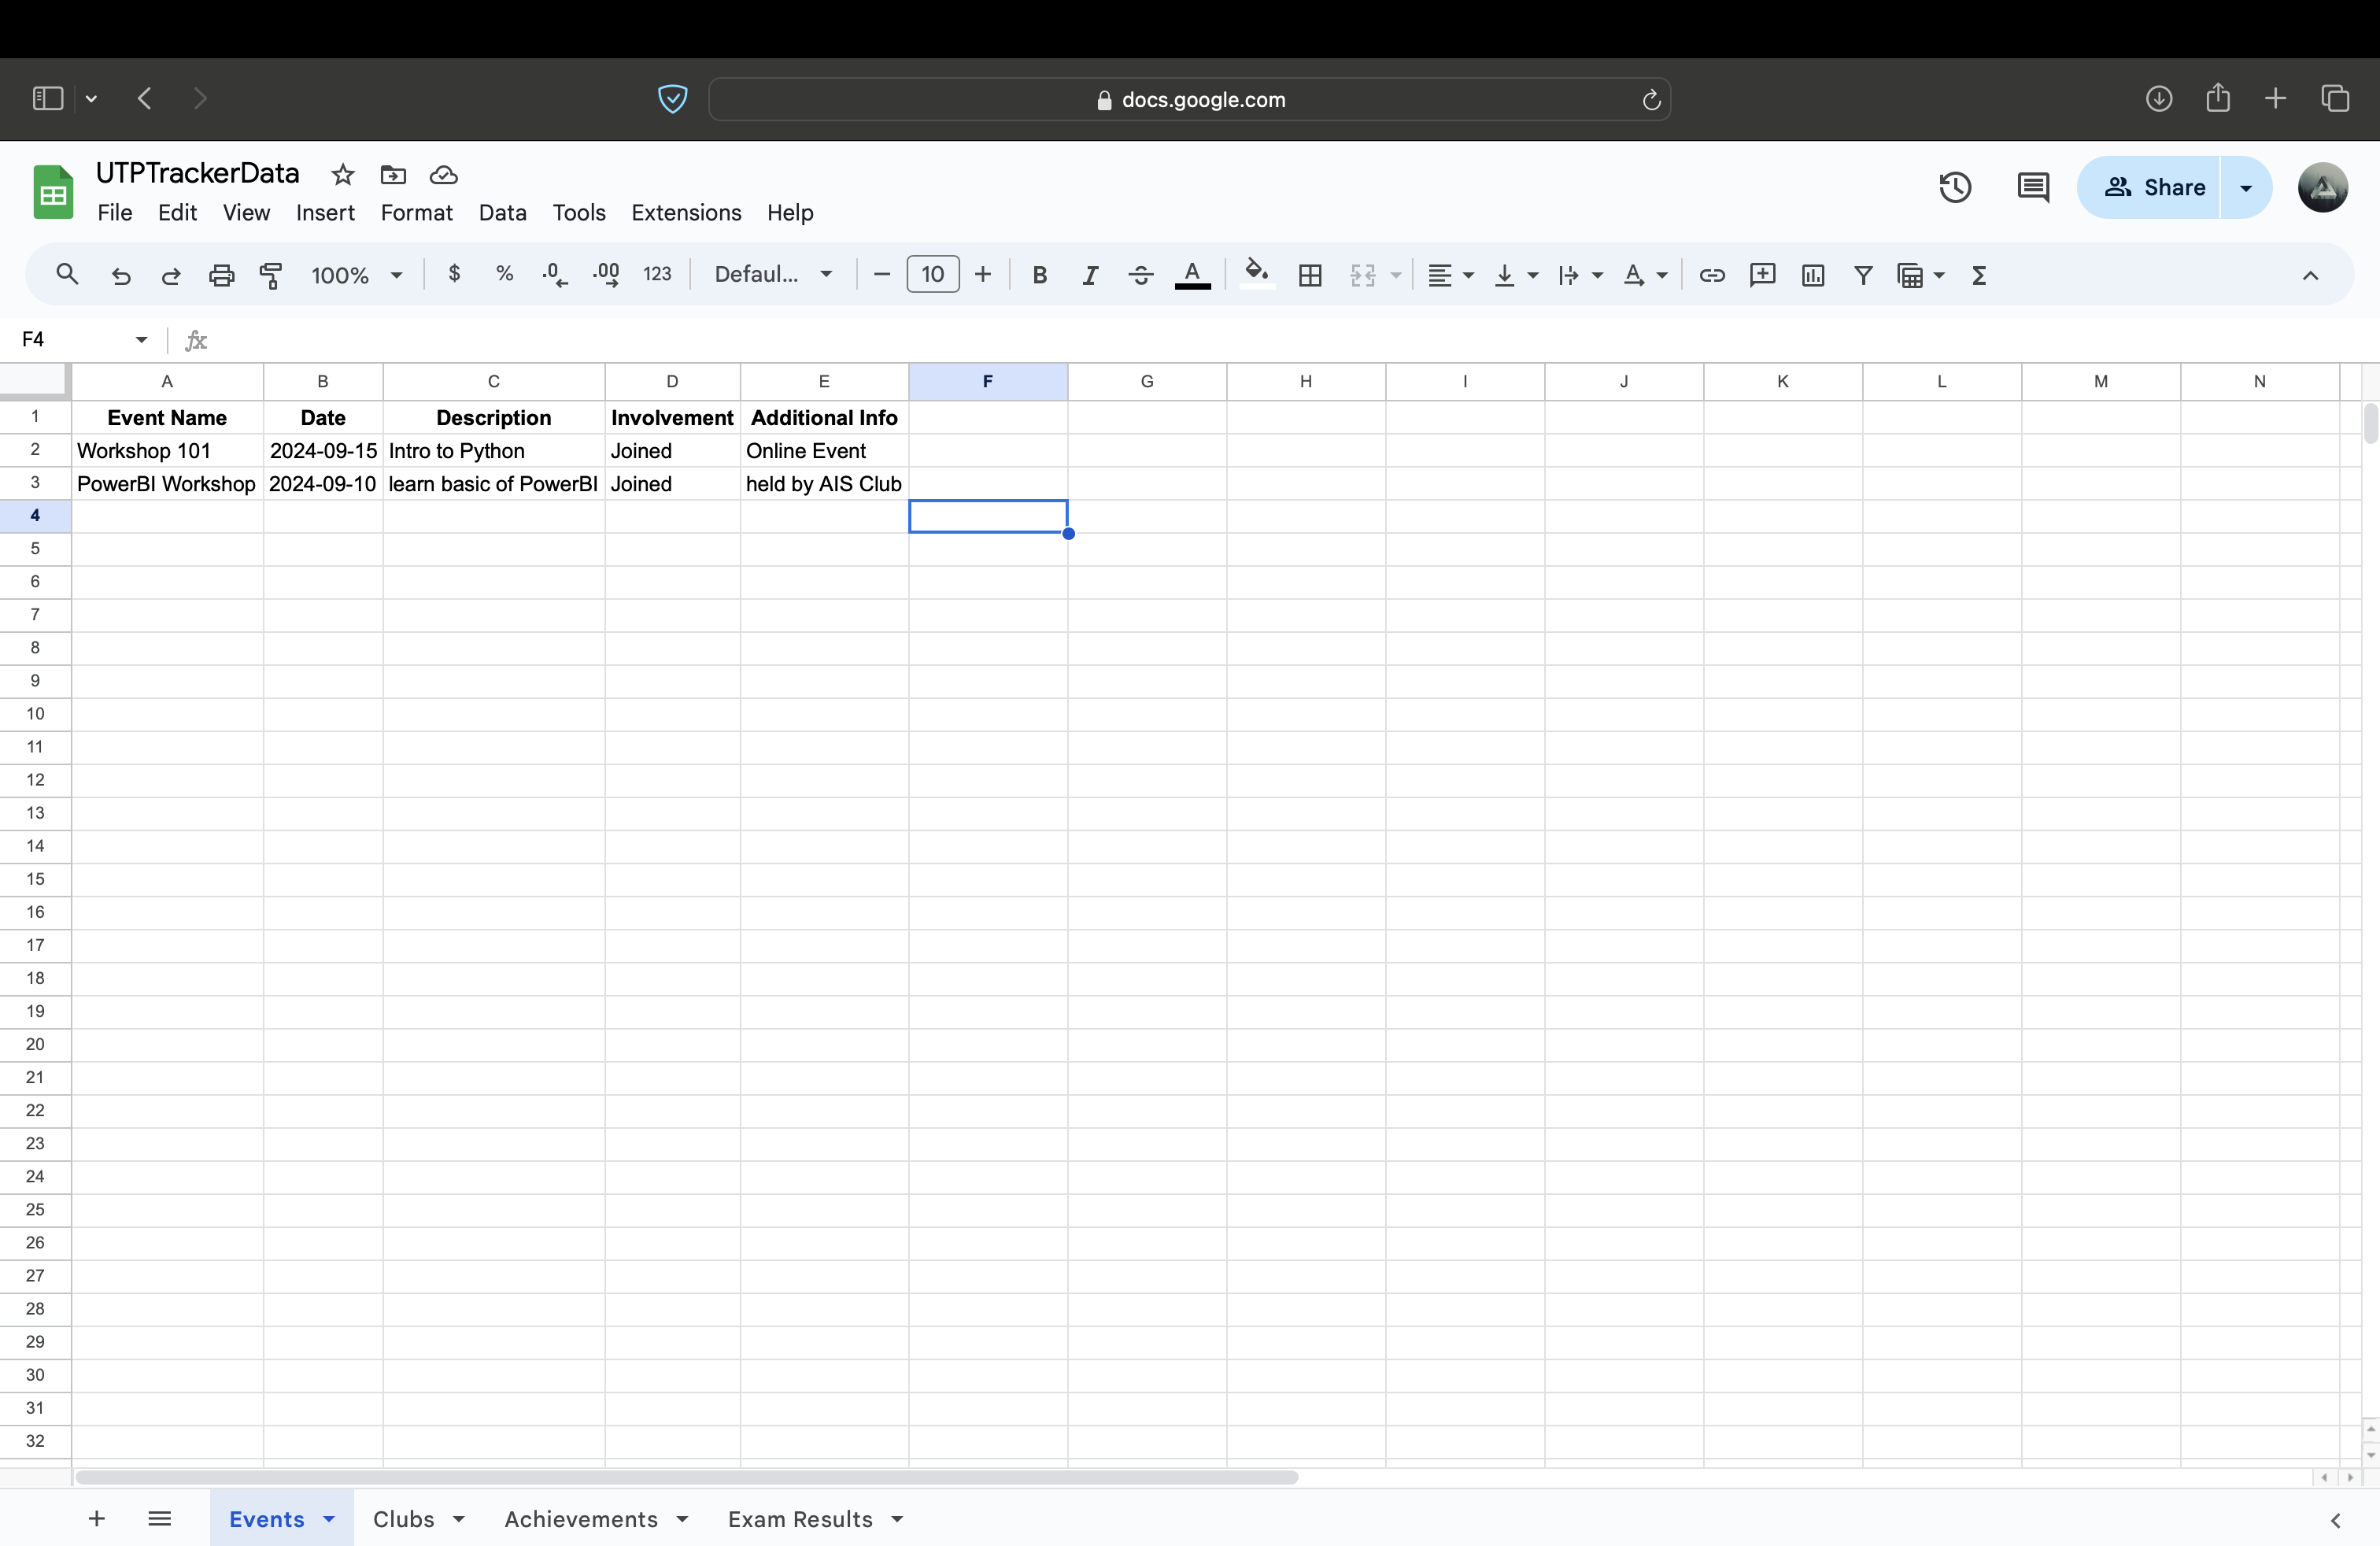 docs.google.com
UTPTrackerData
File Edit View Insert Format Data Tools Extensions Help
Share
100% $ % .0 .00 123 Defaul... 10 B I A
F4 fx
A B C D E F G H I J K L M N
1 Event Name Date Description Involvement Additional Info
2 Workshop 101 2024-09-15 Intro to Python Joined Online Event
3 PowerBI Workshop 2024-09-10 learn basic of PowerBI Joined held by AIS Club
4
5
6
7
8
9
10
11
12
13
14
15
16
17
18
19
20
21
22
23
24
25
26
27
28
29
30
31
32
Events Clubs Achievements Exam Results